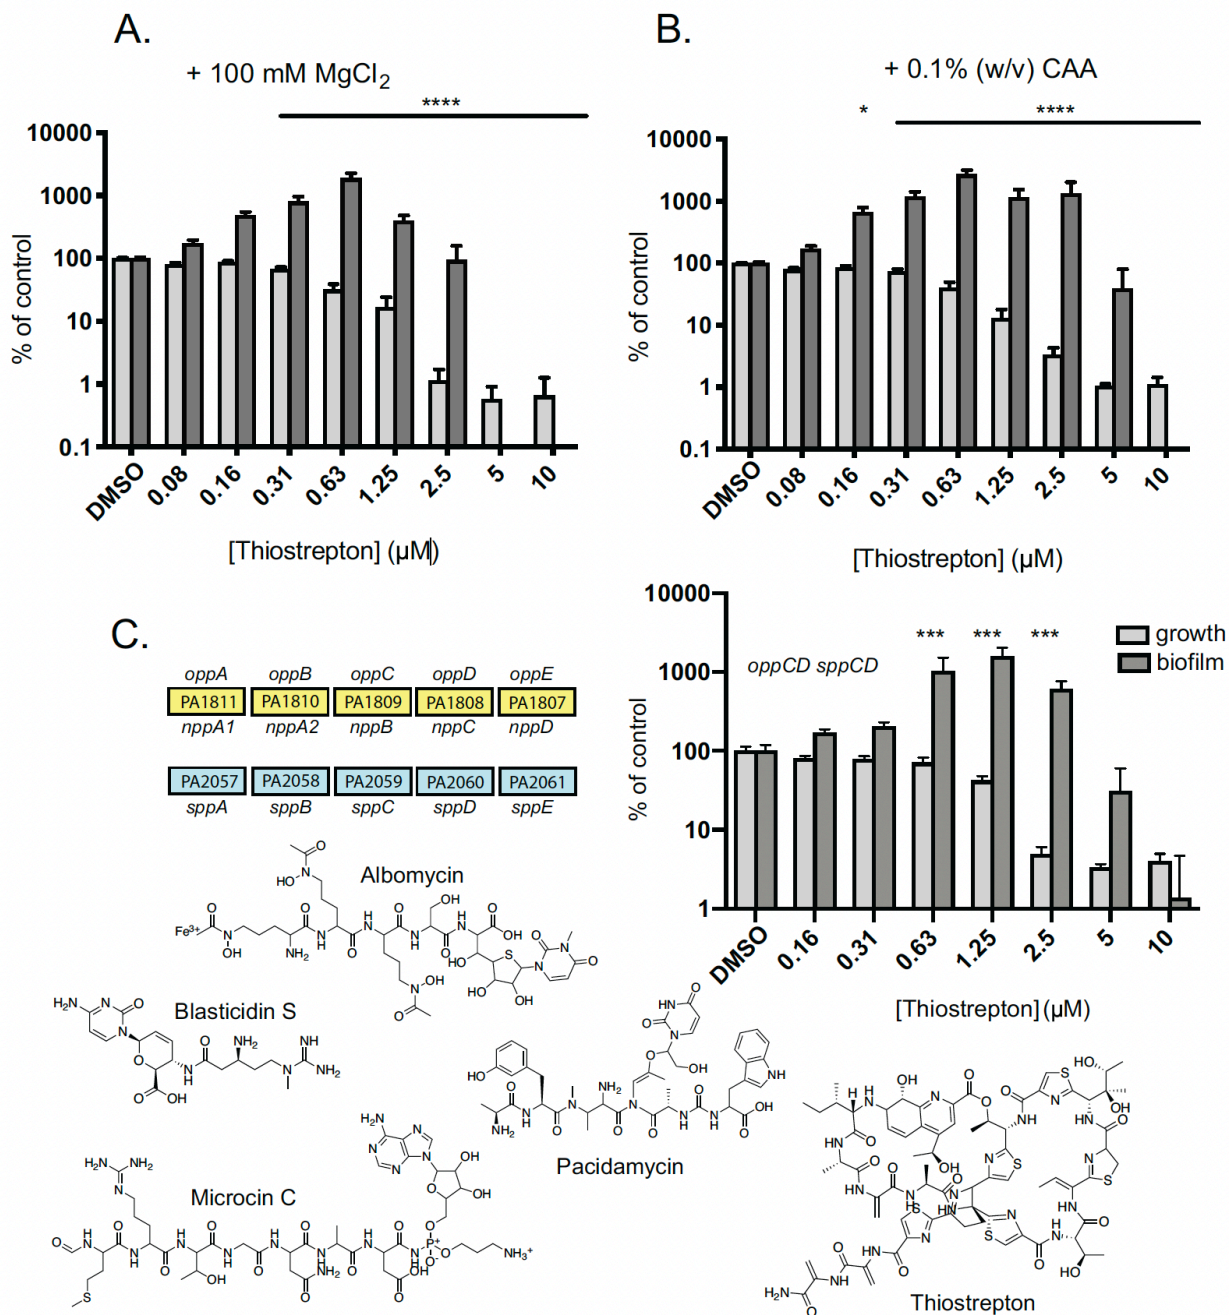 A.
+ 100 mM MgCl2
****
10000
1000
100
10
1
0.1
% of control
DMSO 0.08 0.16 0.31 0.63 1.25 2.5 5 10
[Thiostrepton] (µM)
B.
+ 0.1% (w/v) CAA
* ****
10000
1000
100
10
1
0.1
% of control
DMSO 0.08 0.16 0.31 0.63 1.25 2.5 5 10
[Thiostrepton] (µM)
C.
oppA oppB oppC oppD oppE
PA1811 PA1810 PA1809 PA1808 PA1807
nppA1 nppA2 nppB nppC nppD
PA2057 PA2058 PA2059 PA2060 PA2061
sppA sppB sppC sppD sppE
10000
1000
100
10
1
% of control
oppCD sppCD
*** *** ***
growth
biofilm
DMSO 0.16 0.31 0.63 1.25 2.5 5 10
[Thiostrepton] (µM)
Albomycin
Blasticidin S
Pacidamycin
Microcin C
Thiostrepton